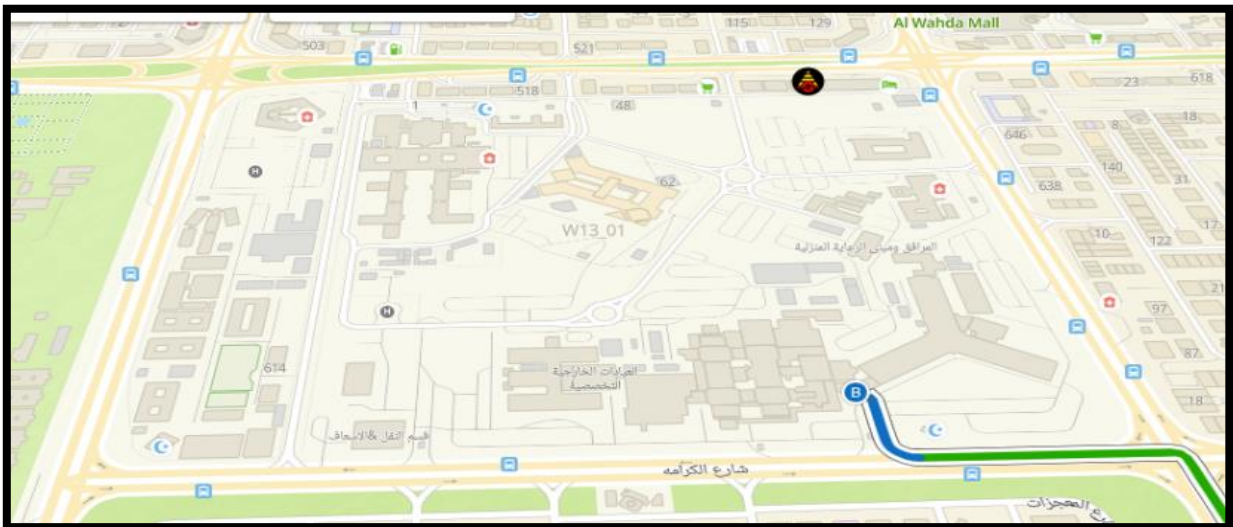 115
129
Al Wahda Mall
503
521
23
618
518
1
48
18
646
8
140
62
31
638
W13_01
17
10
122
المرافق ومبنى الرعاية المنزلية
21
97
العيادات الخارجية
التخصصية
87
614
B
18
قسم النقل &الاسعاف
شارع الكرامه
شارع المعجزات
H
H